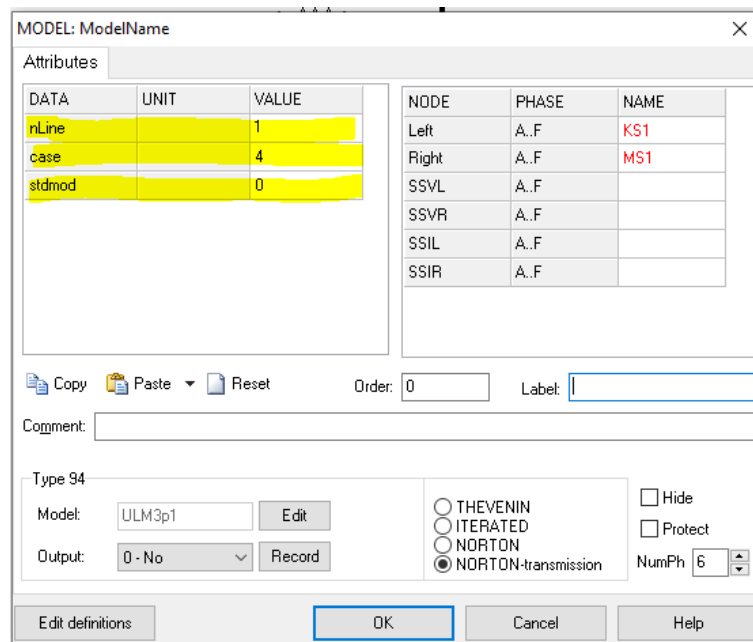 MODEL: ModelName
Attributes
DATA UNIT VALUE
nLine 1
case 4
stdmod 0
NODE PHASE NAME
Left A..F KS1
Right A..F MS1
SSVL A..F
SSVR A..F
SSIL A..F
SSIR A..F
Copy Paste Reset Order: 0 Label:
Comment:
Type 94
Model: ULM3p1 Edit
Output: 0 - No Record
THEVENIN
ITERATED
NORTON
NORTON-transmission
Hide
Protect
NumPh 6
Edit definitions OK Cancel Help